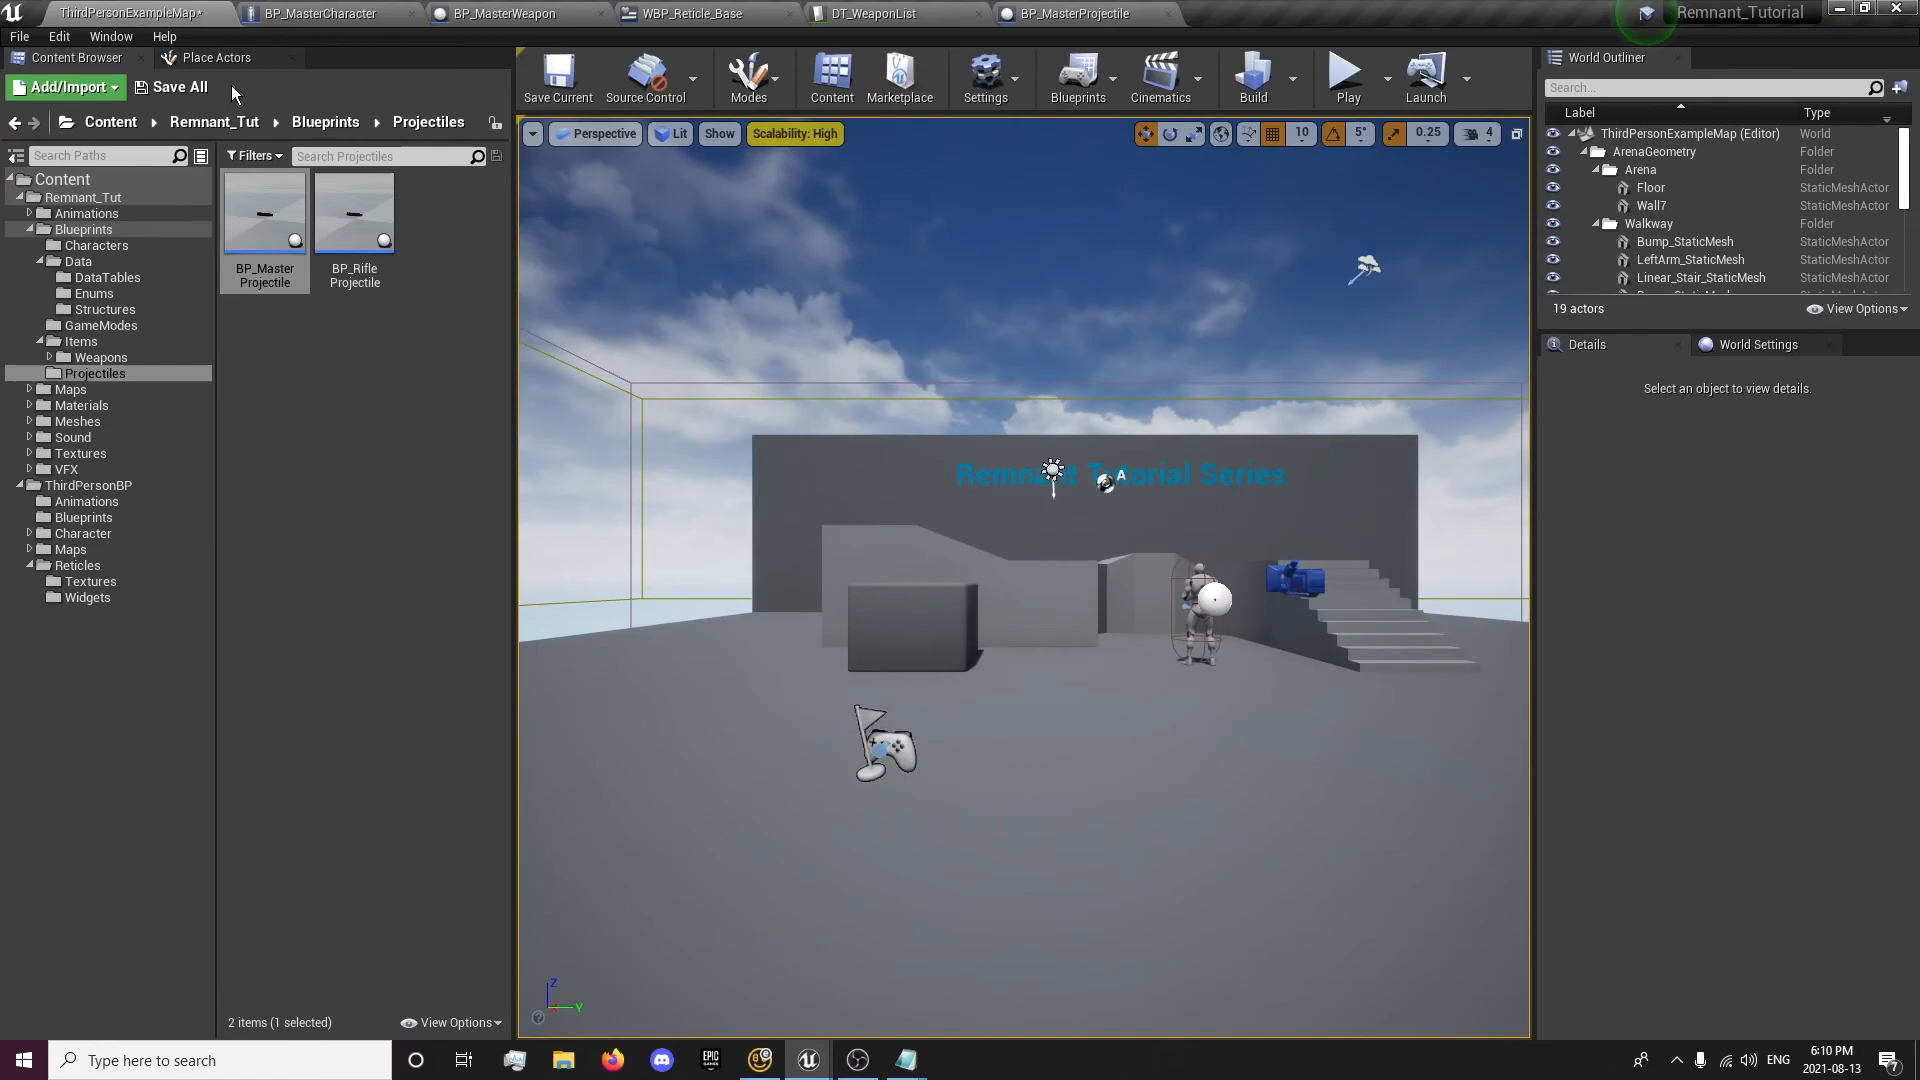 ThirdPersonExampleMap*
BP_MasterCharacter
BP_MasterWeapon
WBP_Reticle_Base
DT_WeaponList
BP_MasterProjectile
Remnant_Tutorial
File
Edit
Window
Help
Content Browser
Place Actors
Add/Import
Save All
Content
Remnant_Tut
Blueprints
Projectiles
Search Paths
Filters
Search Projectiles
Content
Remnant_Tut
Animations
Blueprints
Characters
Data
DataTables
Enums
Structures
GameModes
Items
Weapons
Projectiles
Maps
Materials
Meshes
Sound
Textures
VFX
ThirdPersonBP
Animations
Blueprints
Character
Maps
Reticles
Textures
Widgets
BP_Master
Projectile
BP_Rifle
Projectile
2 items (1 selected)
View Options
Save Current
Source Control
Modes
Content
Marketplace
Settings
Blueprints
Cinematics
Build
Play
Launch
Perspective
Lit
Show
Scalability: High
10
5°
0.25
4
Remnant Tutorial Series
A
Z
Y
World Outliner
Search...
Label
Type
ThirdPersonExampleMap (Editor)
World
ArenaGeometry
Folder
Arena
Folder
Floor
StaticMeshActor
Wall7
StaticMeshActor
Walkway
Folder
Bump_StaticMesh
StaticMeshActor
LeftArm_StaticMesh
StaticMeshActor
Linear_Stair_StaticMesh
StaticMeshActor
19 actors
View Options
Details
World Settings
Select an object to view details.
Type here to search
EPIC
ENG
6:10 PM
2021-08-13
7